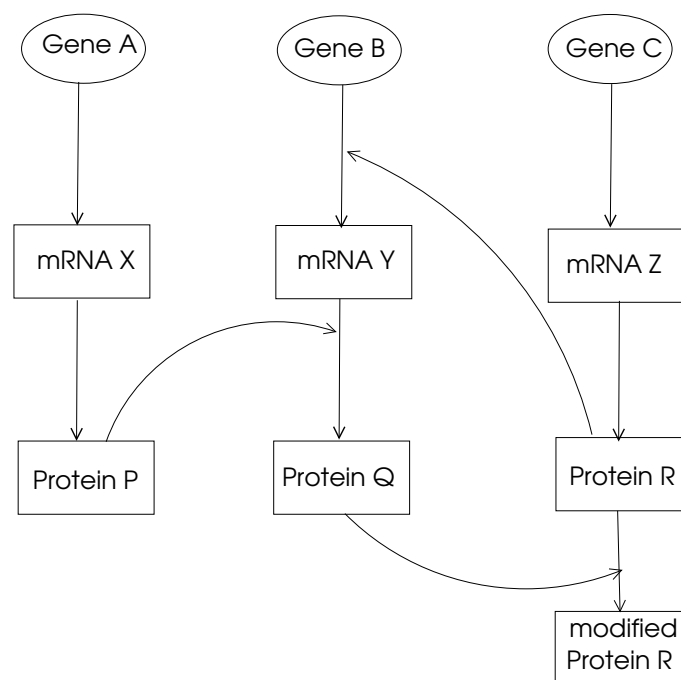 Gene A
Gene B
Gene C
mRNA X
mRNA Y
mRNA Z
Protein P
Protein Q
Protein R
modified
Protein R